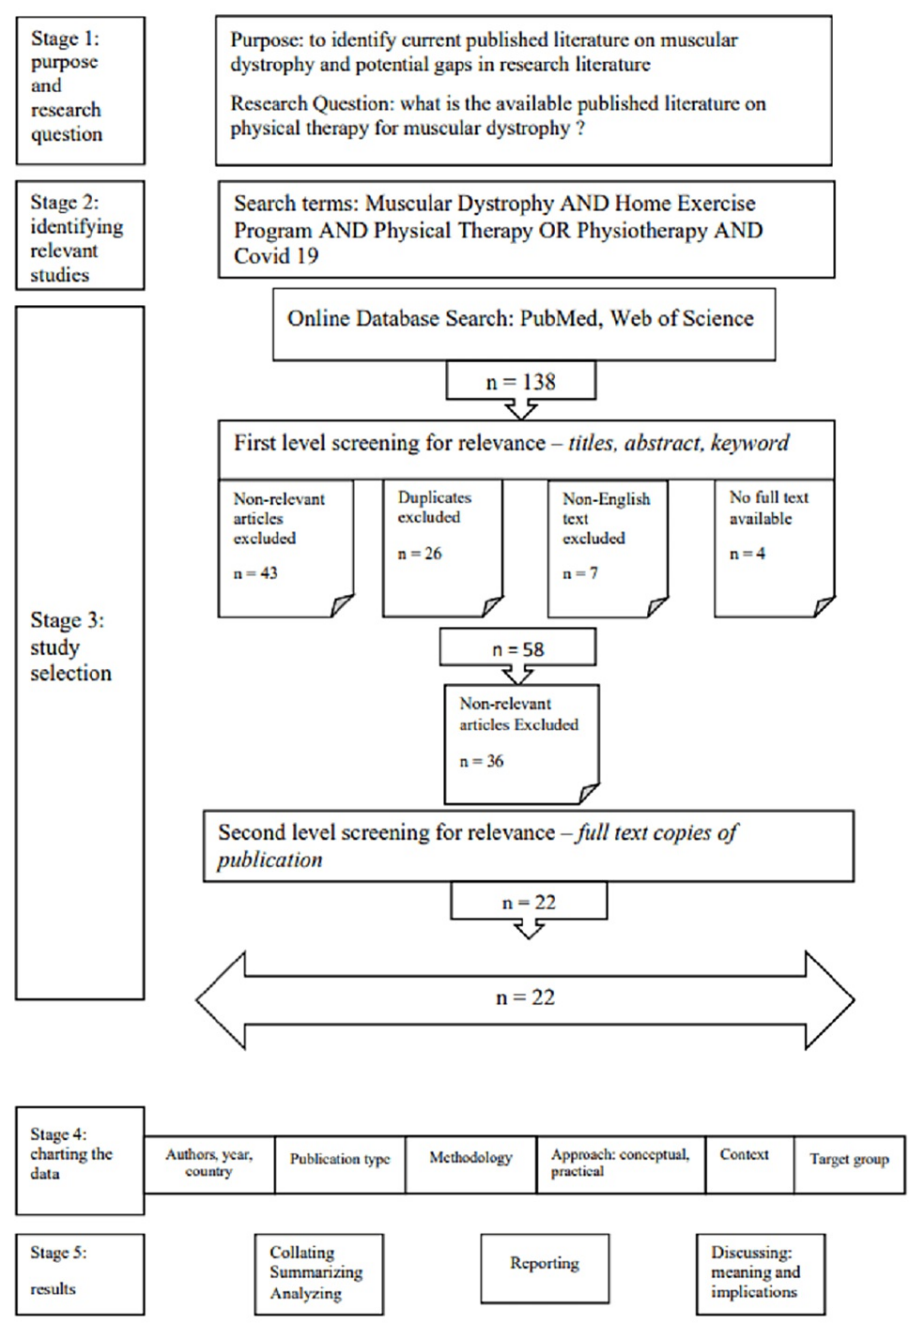 Stage 1:
purpose
and
research
question
Purpose: to identify current published literature on muscular
dystrophy and potential gaps in research literature
Research Question: what is the available published literature on
physical therapy for muscular dystrophy ?
Stage 2:
identifying
relevant
studies
Search terms: Muscular Dystrophy AND Home Exercise
Program AND Physical Therapy OR Physiotherapy AND
Covid 19
Stage 3:
study
selection
Online Database Search: PubMed, Web of Science
n = 138
First level screening for relevance – titles, abstract, keyword
Non-relevant
articles
excluded
n = 43
Duplicates
excluded
n = 26
Non-English
text
excluded
n = 7
No full text
available
n = 4
n = 58
Non-relevant
articles Excluded
n = 36
Second level screening for relevance – full text copies of
publication
n = 22
n = 22
Stage 4:
charting the
data
Authors, year,
country
Publication type
Methodology
Approach: conceptual,
practical
Context
Target group
Stage 5:
results
Collating
Summarizing
Analyzing
Reporting
Discussing:
meaning and
implications